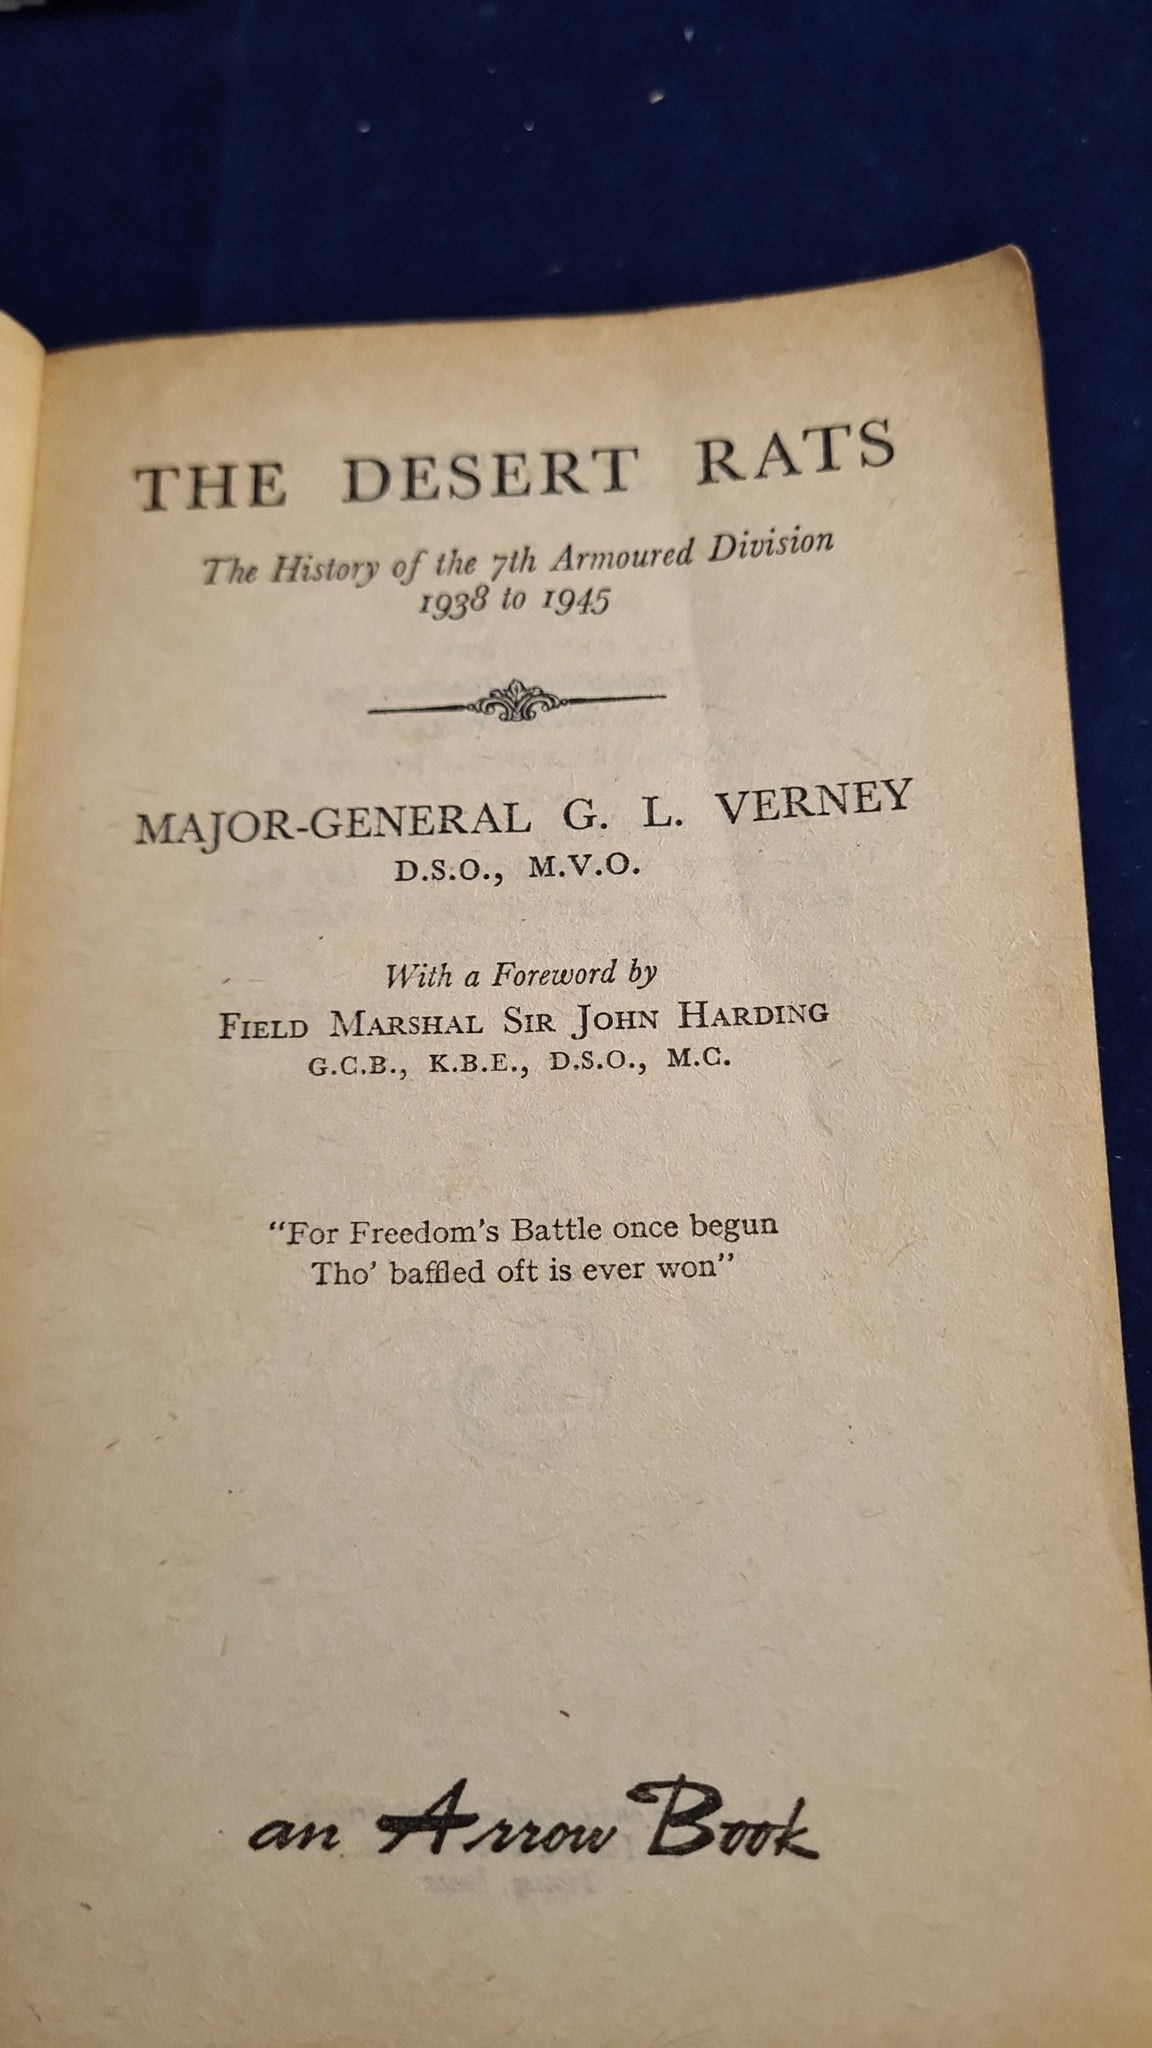 THE DESERT RATS
The History of the 7th Armoured Division
1938 to 1945
MAJOR-GENERAL G. L. VERNEY
D.S.O., M.V.O.
With a Foreword by
FIELD MARSHAL SIR JOHN HARDING
G.C.B., K.B.E., D.S.O., M.C.
"For Freedom's Battle once begun
Tho' baffled oft is ever won"
an Arrow Book